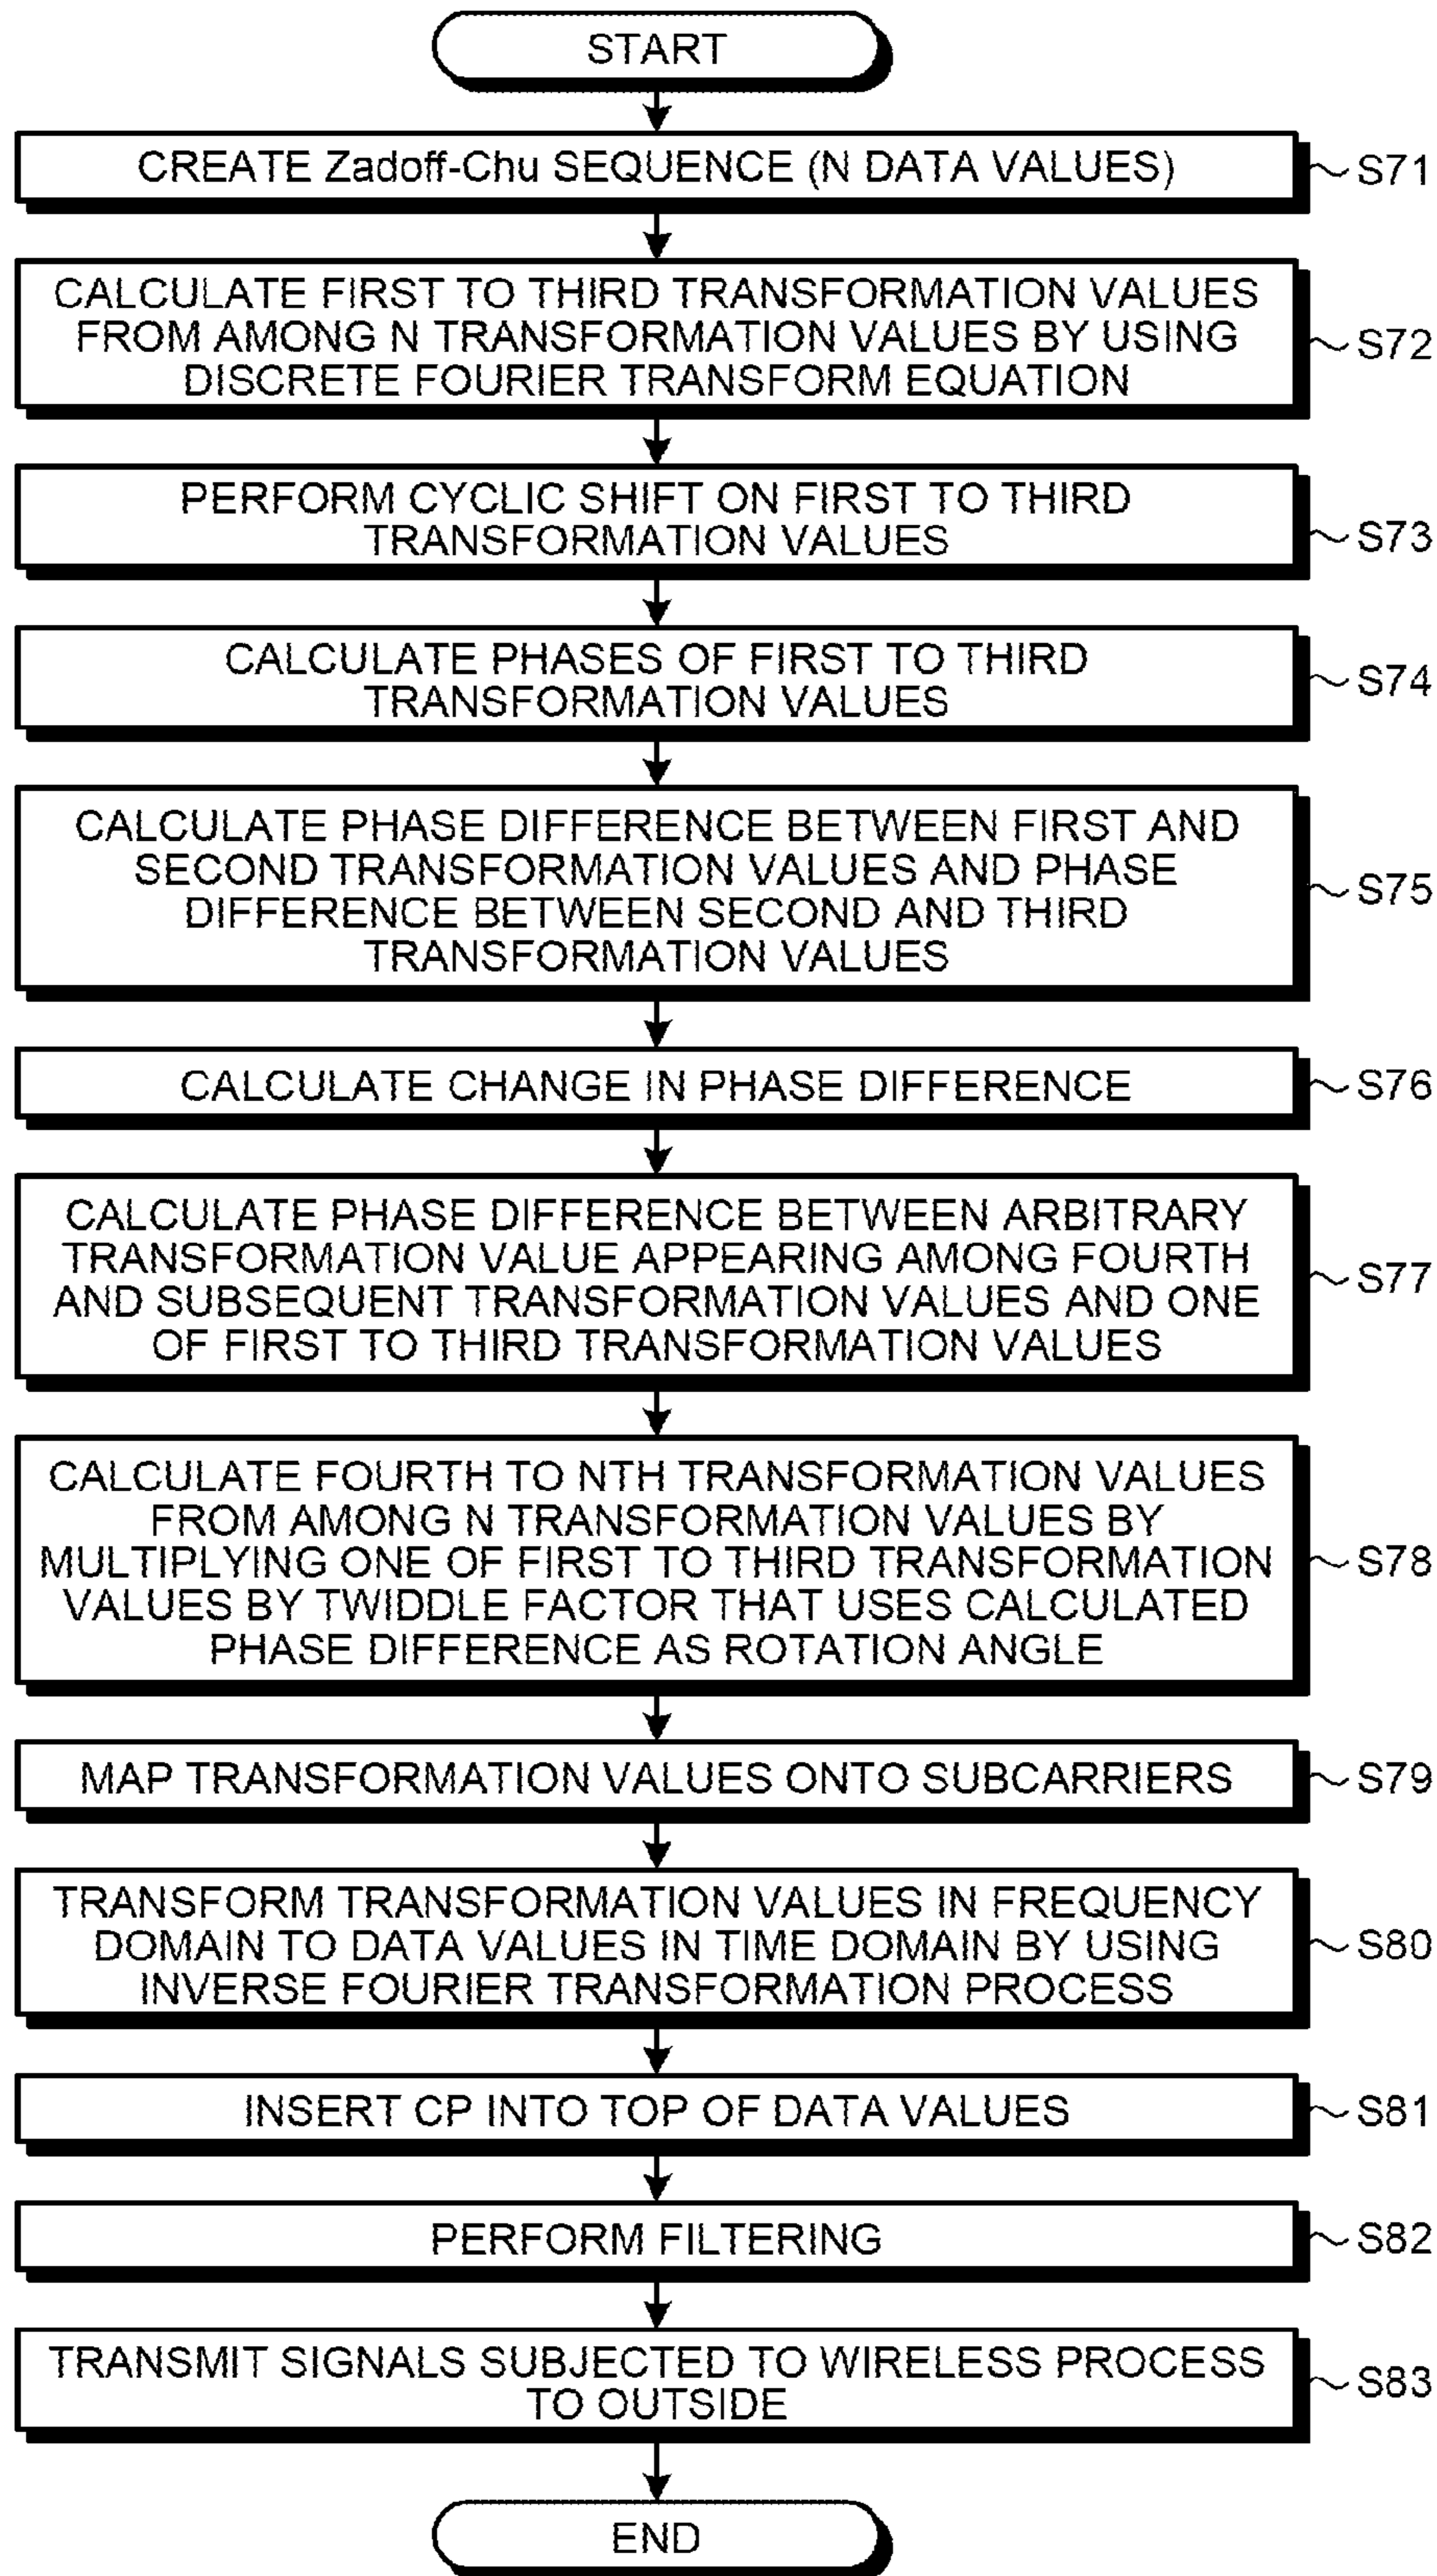 START
CREATE Zadoff-Chu SEQUENCE (N DATA VALUES)
S71
CALCULATE FIRST TO THIRD TRANSFORMATION VALUES
FROM AMONG N TRANSFORMATION VALUES BY USING
DISCRETE FOURIER TRANSFORM EQUATION
S72
PERFORM CYCLIC SHIFT ON FIRST TO THIRD
TRANSFORMATION VALUES
S73
CALCULATE PHASES OF FIRST TO THIRD
TRANSFORMATION VALUES
S74
CALCULATE PHASE DIFFERENCE BETWEEN FIRST AND
SECOND TRANSFORMATION VALUES AND PHASE
DIFFERENCE BETWEEN SECOND AND THIRD
TRANSFORMATION VALUES
S75
CALCULATE CHANGE IN PHASE DIFFERENCE
S76
CALCULATE PHASE DIFFERENCE BETWEEN ARBITRARY
TRANSFORMATION VALUE APPEARING AMONG FOURTH
AND SUBSEQUENT TRANSFORMATION VALUES AND ONE
OF FIRST TO THIRD TRANSFORMATION VALUES
S77
CALCULATE FOURTH TO NTH TRANSFORMATION VALUES
FROM AMONG N TRANSFORMATION VALUES BY
MULTIPLYING ONE OF FIRST TO THIRD TRANSFORMATION
VALUES BY TWIDDLE FACTOR THAT USES CALCULATED
PHASE DIFFERENCE AS ROTATION ANGLE
S78
MAP TRANSFORMATION VALUES ONTO SUBCARRIERS
S79
TRANSFORM TRANSFORMATION VALUES IN FREQUENCY
DOMAIN TO DATA VALUES IN TIME DOMAIN BY USING
INVERSE FOURIER TRANSFORMATION PROCESS
S80
INSERT CP INTO TOP OF DATA VALUES
S81
PERFORM FILTERING
S82
TRANSMIT SIGNALS SUBJECTED TO WIRELESS PROCESS
TO OUTSIDE
S83
END